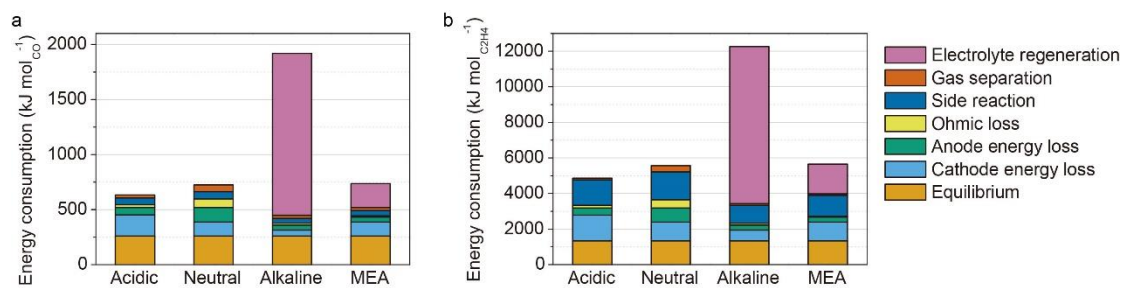 a
Energy consumption (kJ mol_CO^-1)
2000
1500
1000
500
0
Acidic Neutral Alkaline MEA
b
Energy consumption (kJ mol_C2H4^-1)
12000
10000
8000
6000
4000
2000
0
Acidic Neutral Alkaline MEA
Electrolyte regeneration
Gas separation
Side reaction
Ohmic loss
Anode energy loss
Cathode energy loss
Equilibrium